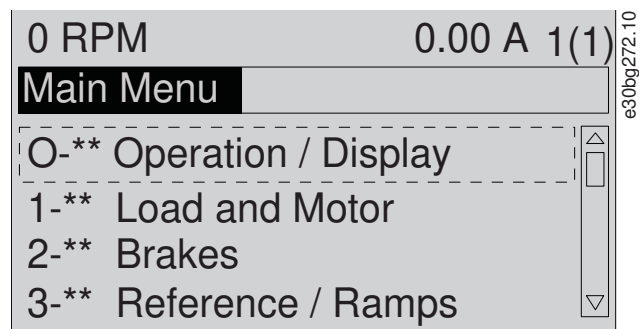 0 RPM 0.00 A 1(1)
Main Menu
O-** Operation / Display
1-** Load and Motor
2-** Brakes
3-** Reference / Ramps
e30bg272.10